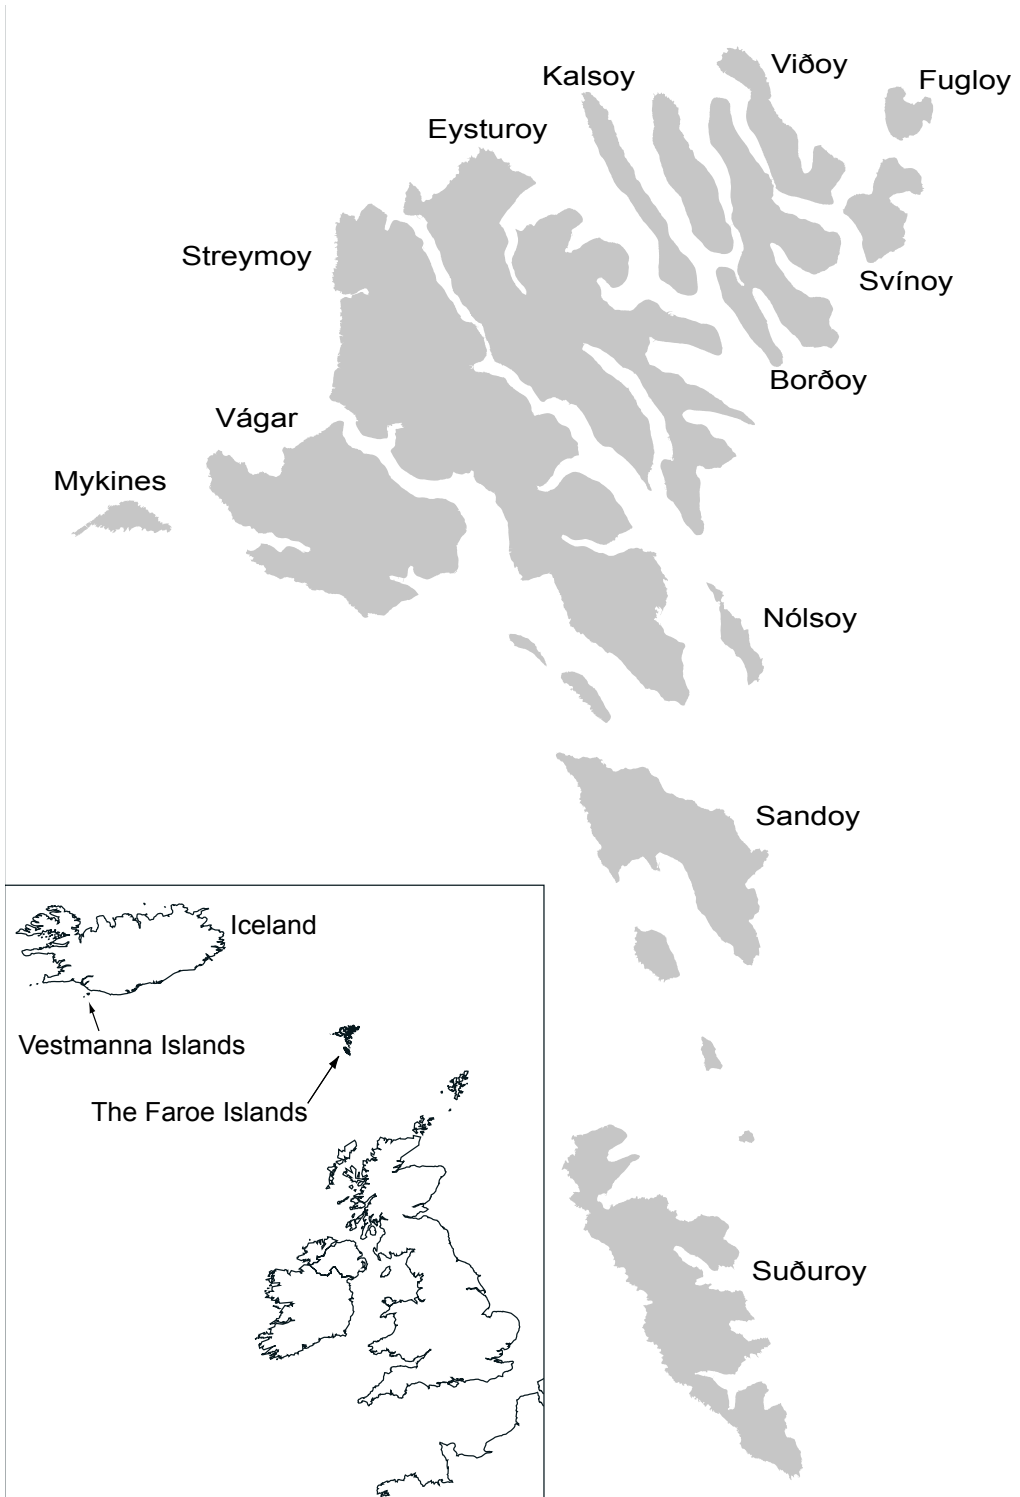 Viðoy
Kalsoy
Fugloy
Eysturoy
Streymoy
Svínoy
Borðoy
Vágar
Mykines
Nólsoy
Sandoy
Iceland
Vestmanna Islands
The Faroe Islands
Suðuroy